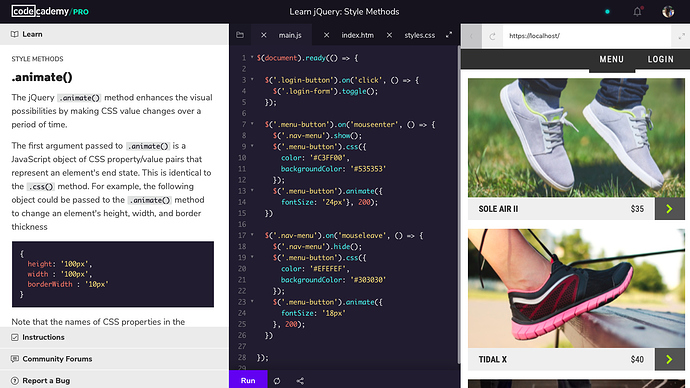 codecademy/PRO
Learn jQuery: Style Methods
Learn
STYLE METHODS
.animate()
The jQuery .animate() method enhances the visual
possibilities by making CSS value changes over a
period of time.
The first argument passed to .animate() is a
JavaScript object of CSS property/value pairs that
represent an element's end state. This is identical to
the .css() method. For example, the following
object could be passed to the .animate() method
to change an element's height, width, and border
thickness
{
height: '100px',
width : '100px',
borderWidth : '10px'
}
Note that the names of CSS properties in the
Instructions
Community Forums
Report a Bug
main.js
index.htm
styles.css
1 $(document).ready(() => {
2
3 $('.login-button').on('click', () => {
4 $('.login-form').toggle();
5 });
6
7 $('.menu-button').on('mouseenter', () => {
8 $('.nav-menu').show();
9 $('.menu-button').css({
10 color: '#C3FF00',
11 backgroundColor: '#535353'
12 });
13 $('.menu-button').animate({
14 fontSize: '24px'}, 200);
15 })
16
17 $('.nav-menu').on('mouseleave', () => {
18 $('.nav-menu').hide();
19 $('.menu-button').css({
20 color: '#EFEFEF',
21 backgroundColor: '#303030'
22 });
23 $('.menu-button').animate({
24 fontSize: '18px'
25 }, 200);
26 })
27
28 });
29
Run
https://localhost/
MENU
LOGIN
SOLE AIR II
$35
TIDAL X
$40